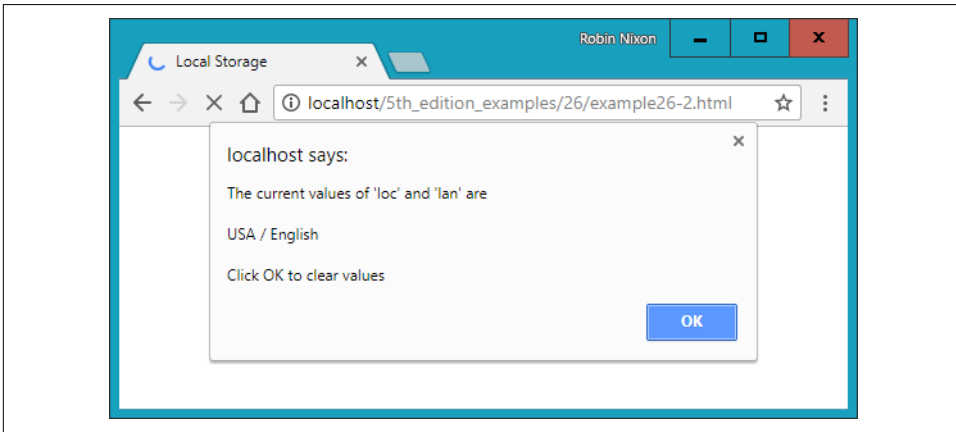 Robin Nixon
Local Storage
localhost/5th_edition_examples/26/example26-2.html
localhost says:
The current values of 'loc' and 'lan' are
USA / English
Click OK to clear values
OK